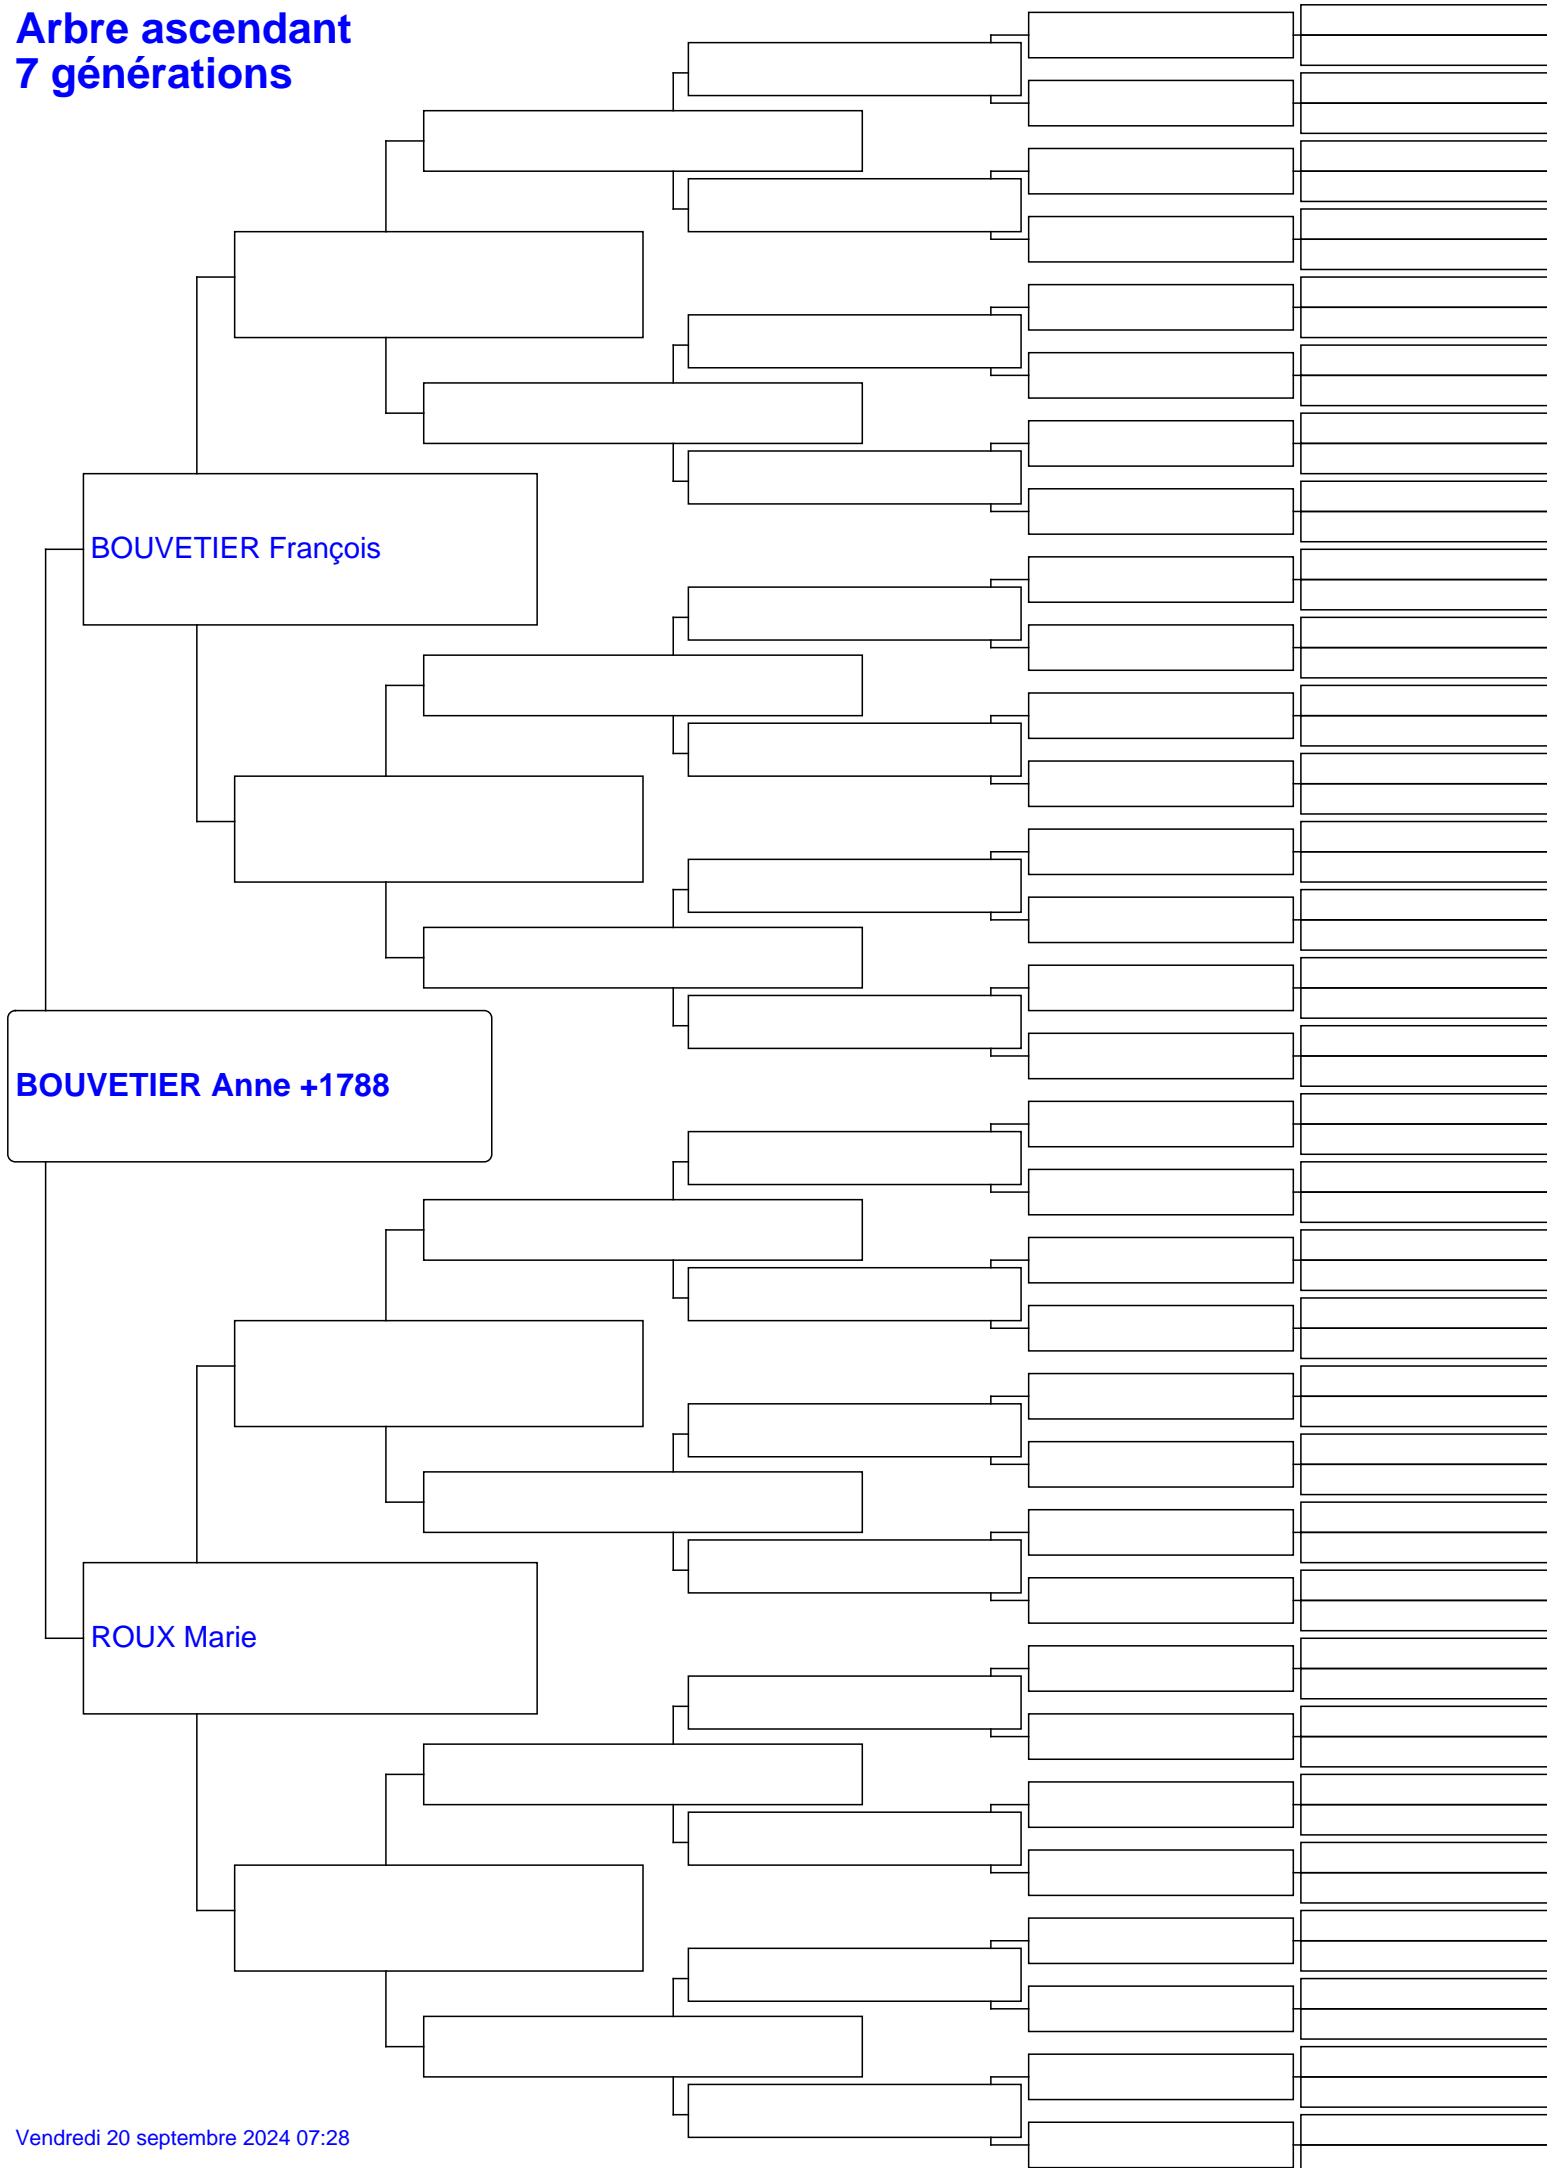 Arbre ascendant
7 générations
BOUVETIER François
BOUVETIER Anne +1788
ROUX Marie
Vendredi 20 septembre 2024 07:28